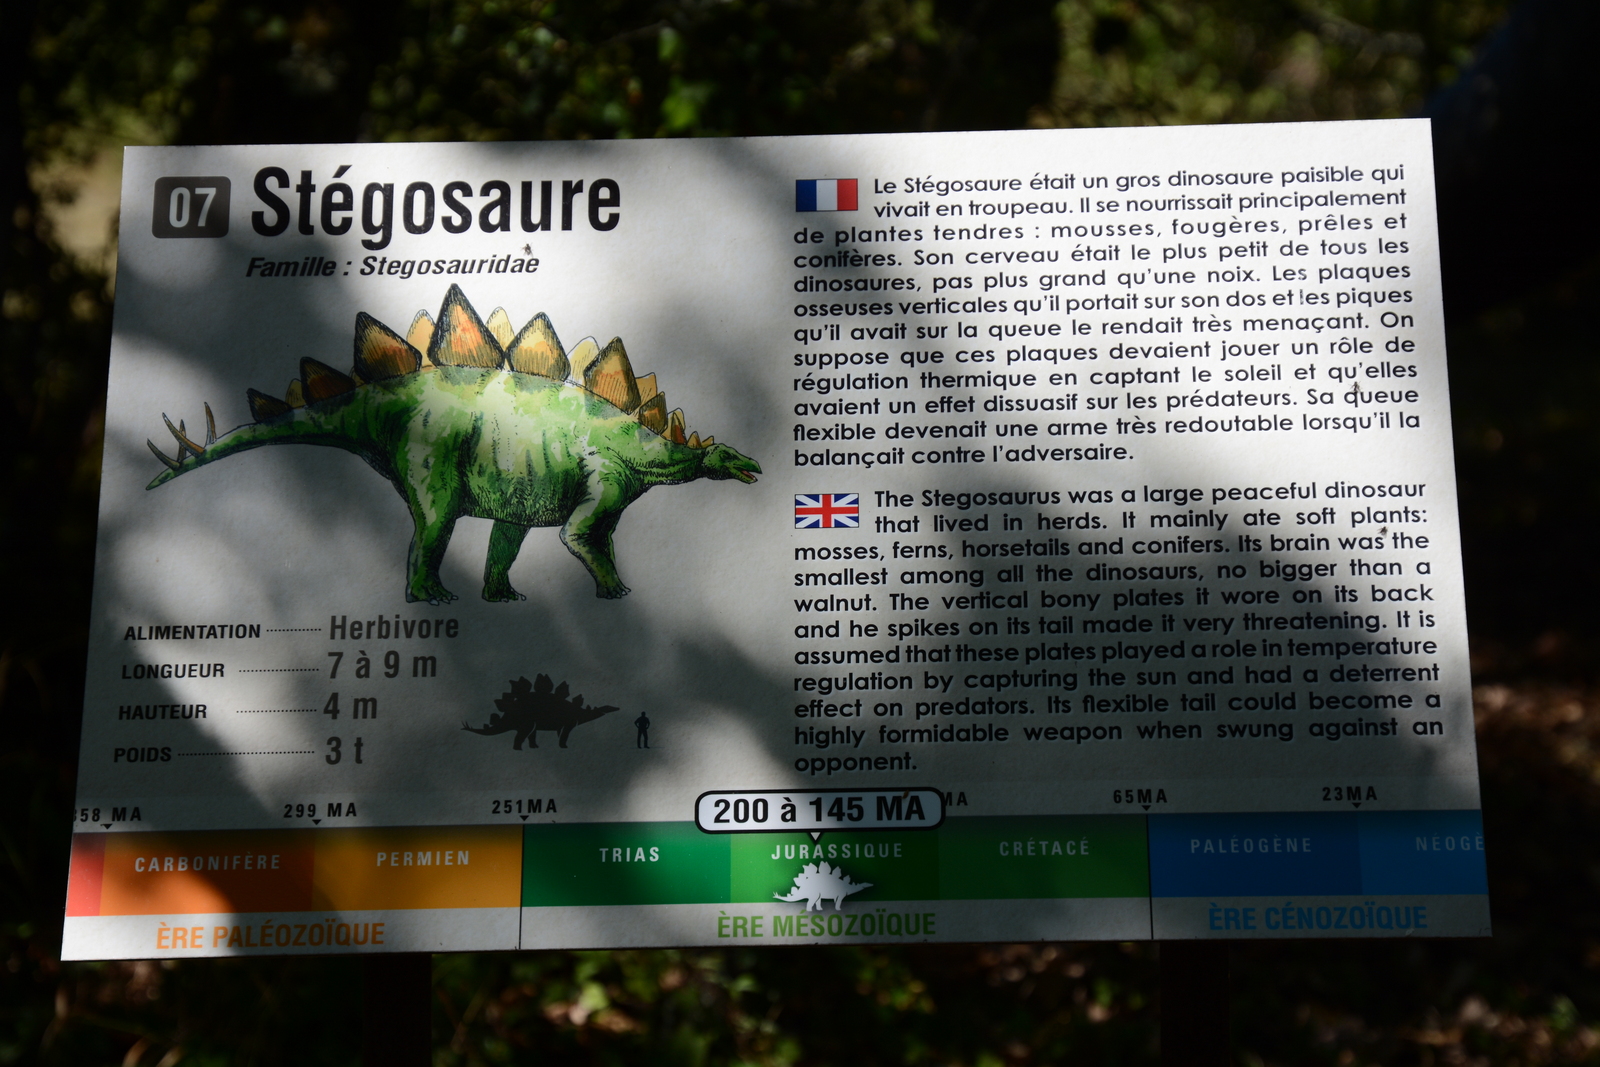 07 Stégosaure
Famille : Stegosauridae
ALIMENTATION Herbivore
LONGUEUR 7 à 9 m
HAUTEUR 4 m
POIDS 3 t
Le Stégosaure était un gros dinosaure paisible qui
vivait en troupeau. Il se nourrissait principalement
de plantes tendres : mousses, fougères, prêles et
conifères. Son cerveau était le plus petit de tous les
dinosaures, pas plus grand qu'une noix. Les plaques
osseuses verticales qu'il portait sur son dos et les piques
qu'il avait sur la queue le rendait très menaçant. On
suppose que ces plaques devaient jouer un rôle de
régulation thermique en captant le soleil et qu'elles
avaient un effet dissuasif sur les prédateurs. Sa queue
flexible devenait une arme très redoutable lorsqu'il la
balançait contre l'adversaire.
The Stegosaurus was a large peaceful dinosaur
that lived in herds. It mainly ate soft plants:
mosses, ferns, horsetails and conifers. Its brain was the
smallest among all the dinosaurs, no bigger than a
walnut. The vertical bony plates it wore on its back
and he spikes on its tail made it very threatening. It is
assumed that these plates played a role in temperature
regulation by capturing the sun and had a deterrent
effect on predators. Its flexible tail could become a
highly formidable weapon when swung against an
opponent.
58 MA 299 MA 251MA 200 à 145 MA MA 65MA 23MA
CARBONIFÈRE PERMIEN TRIAS JURASSIQUE CRÉTACÉ PALÉOGÈNE NÉOGÈ
ÈRE PALÉOZOÏQUE ÈRE MÉSOZOÏQUE ÈRE CÉNOZOÏQUE